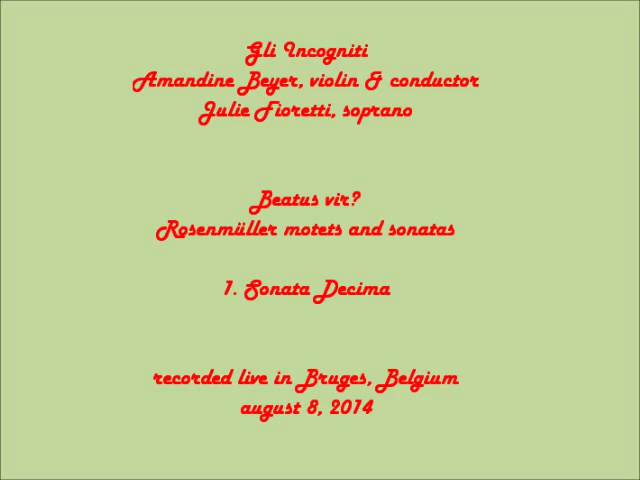 Gli Incogniti
Amandine Beyer, violin & conductor
Julie Fioretti, soprano
Beatus vir?
Rosenmüller motets and sonatas
1. Sonata Decima
recorded live in Bruges, Belgium
august 8, 2014